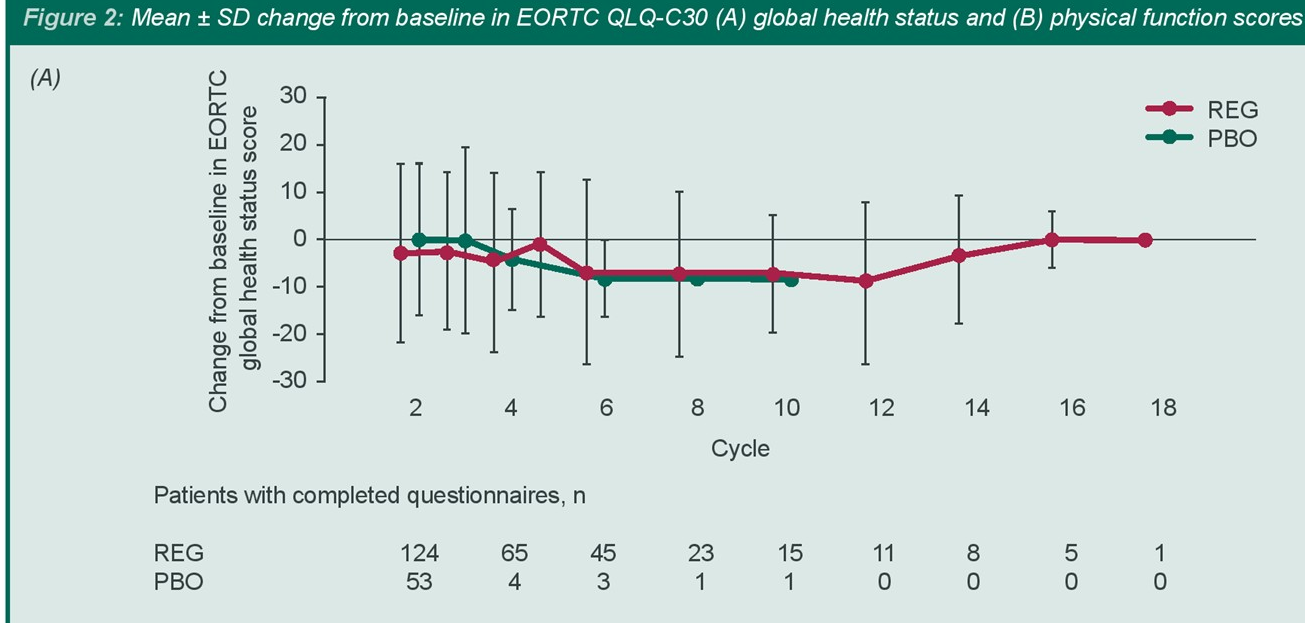 Figure 2: Mean ± SD change from baseline in EORTC QLQ-C30 (A) global health status and (B) physical function scores
(A)
Change from baseline in EORTC
global health status score
30
20
10
0
-10
-20
-30
REG
PBO
2 4 6 8 10 12 14 16 18
Cycle
Patients with completed questionnaires, n
REG 124 65 45 23 15 11 8 5 1
PBO 53 4 3 1 1 0 0 0 0